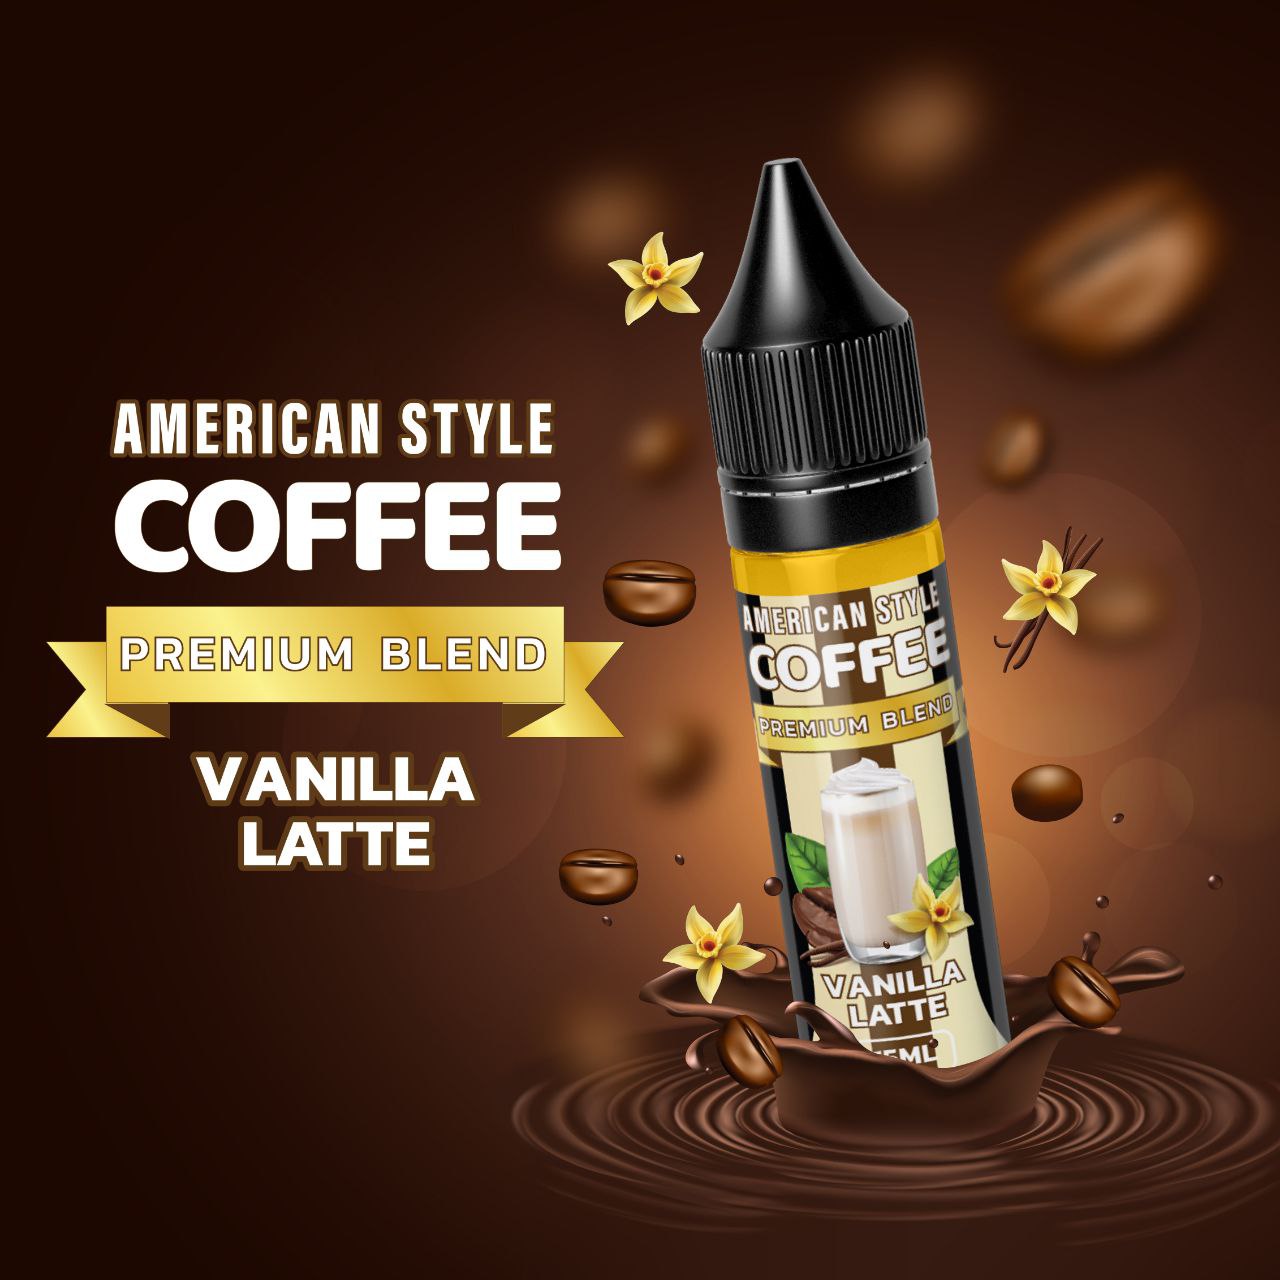 AMERICAN STYLE
COFFEE
PREMIUM BLEND
VANILLA
LATTE
AMERICAN STYLE
COFFEE
PREMIUM BLEND
VANILLA
LATTE